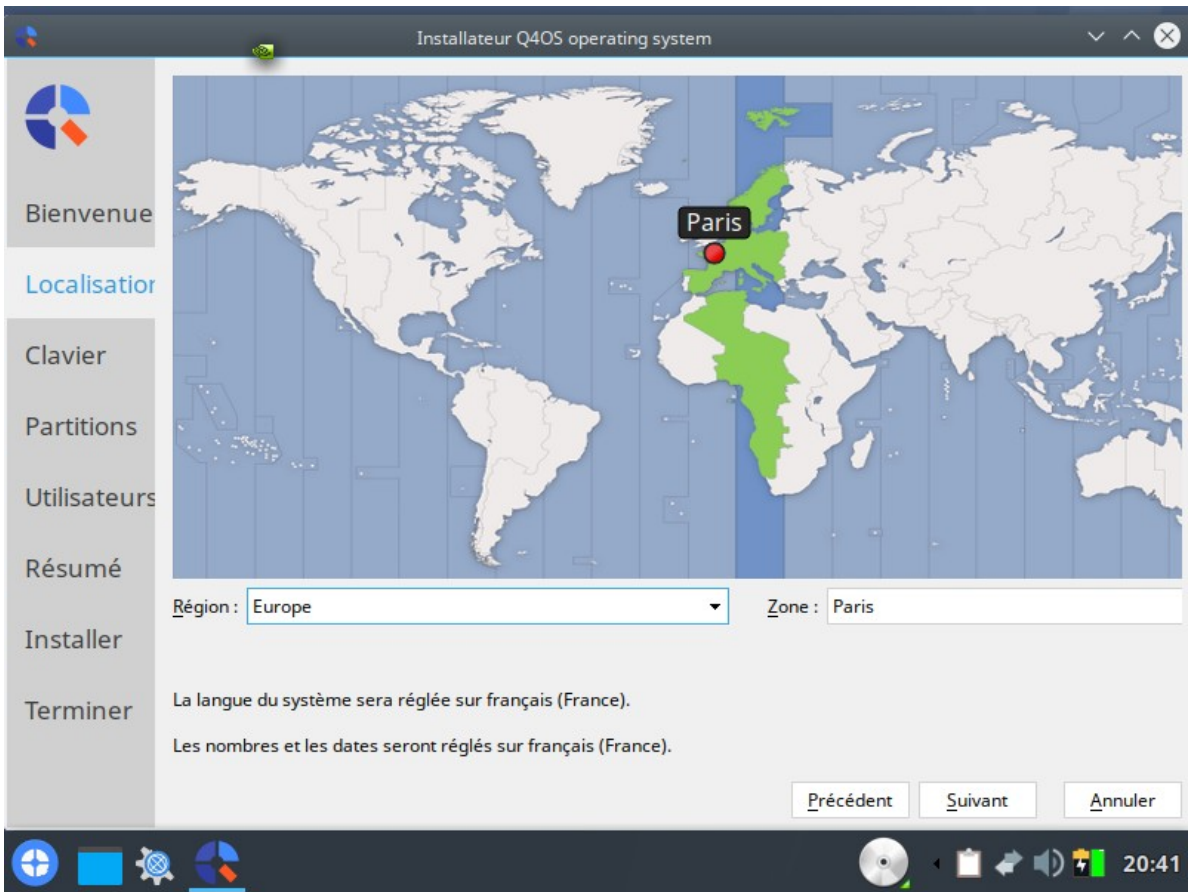 Installateur Q4OS operating system
Bienvenue
Localisation
Clavier
Partitions
Utilisateurs
Résumé
Installer
Terminer
Paris
Région : Europe
Zone : Paris
La langue du système sera réglée sur français (France).
Les nombres et les dates seront réglés sur français (France).
Précédent
Suivant
Annuler
20:41